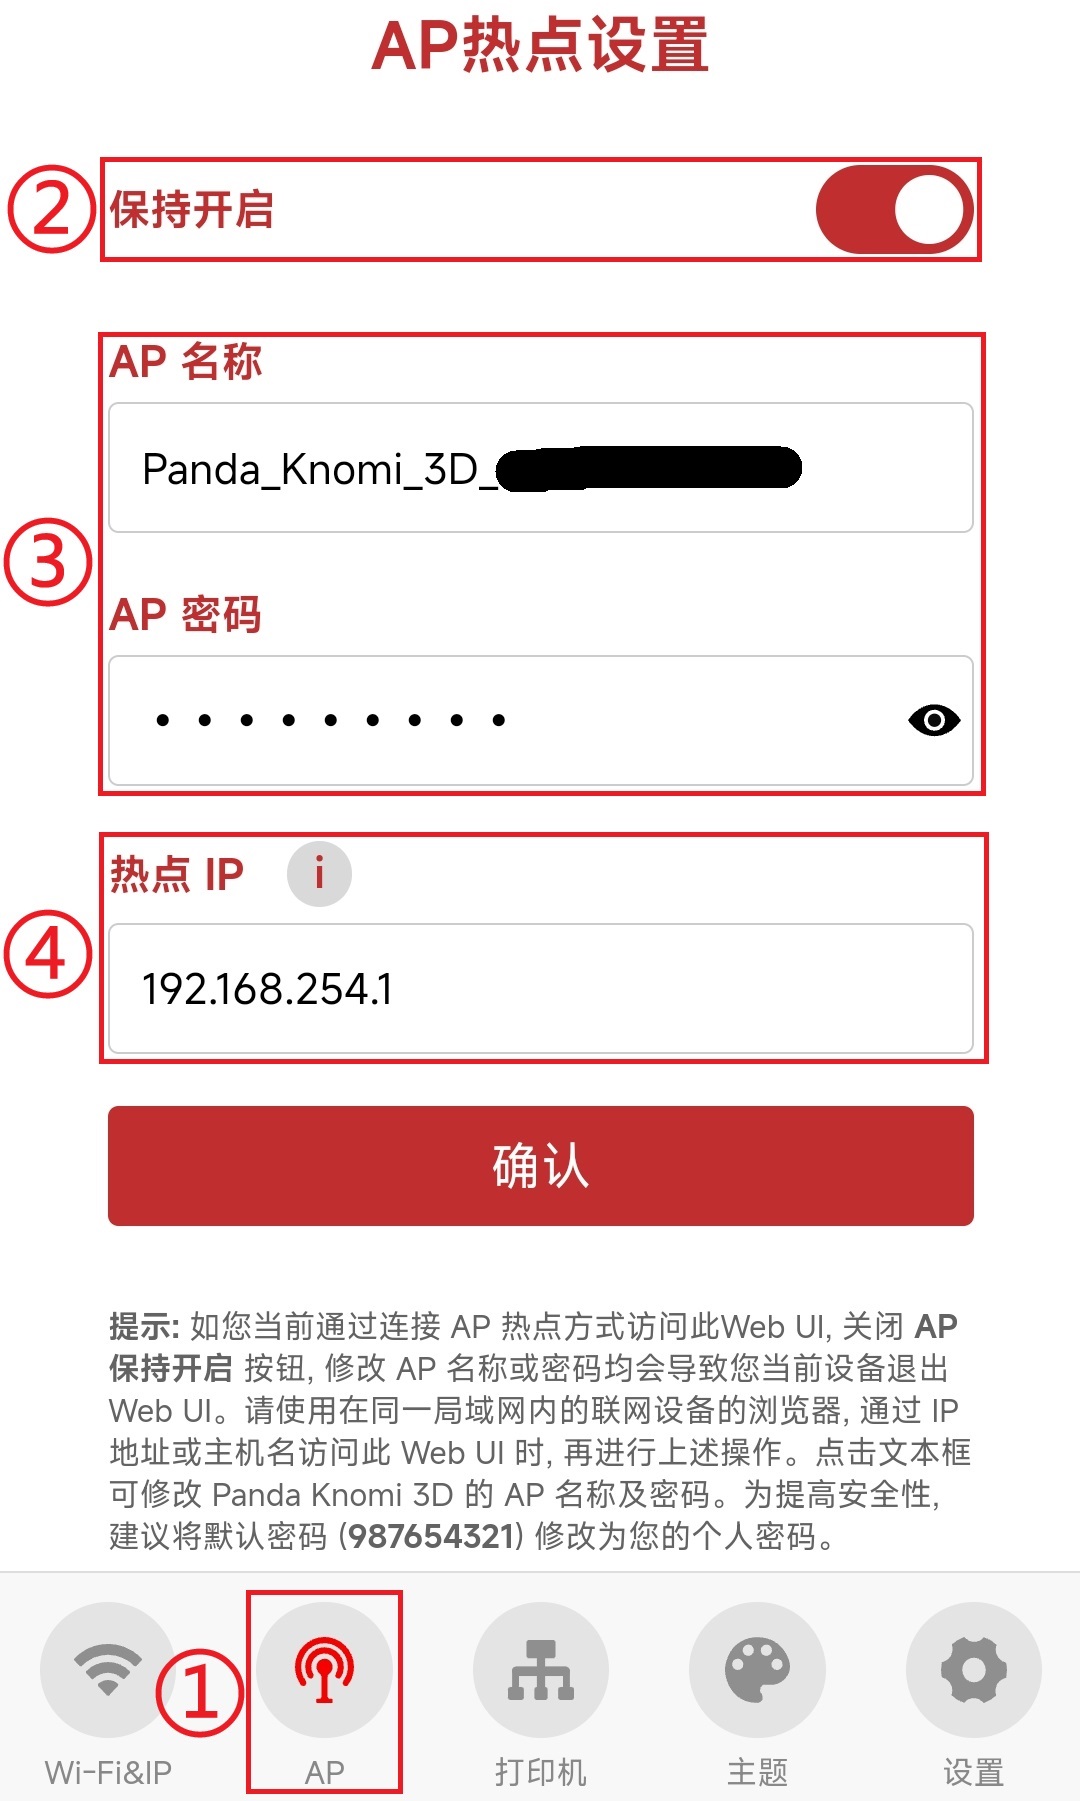 AP热点设置
② 保持开启
AP 名称
Panda_Knomi_3D_
③
AP 密码
• • • • • • • • •
热点 IP i
④
192.168.254.1
确认
提示: 如您当前通过连接 AP 热点方式访问此Web UI, 关闭 AP
保持开启 按钮, 修改 AP 名称或密码均会导致您当前设备退出
Web UI。请使用在同一局域网内的联网设备的浏览器, 通过 IP
地址或主机名访问此 Web UI 时, 再进行上述操作。点击文本框
可修改 Panda Knomi 3D 的 AP 名称及密码。为提高安全性,
建议将默认密码 (987654321) 修改为您的个人密码。
①
Wi-Fi&IP AP 打印机 主题 设置